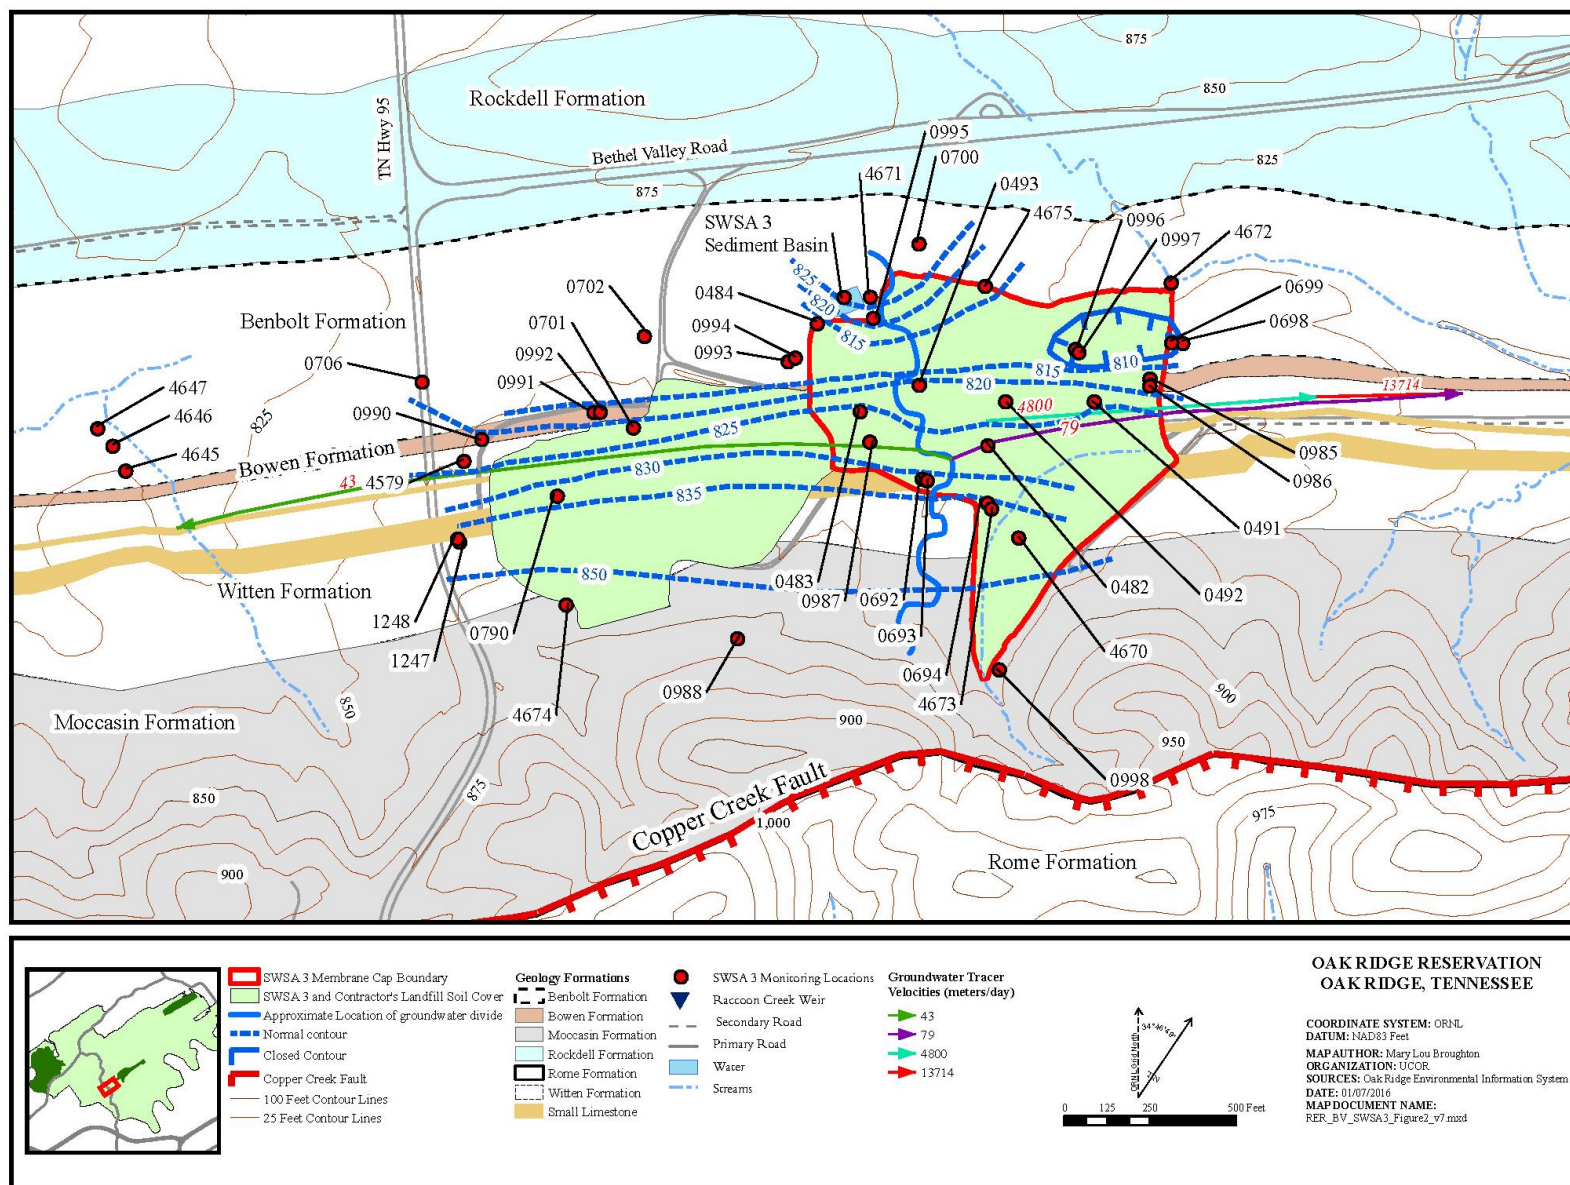 875
850
Rockdell Formation
TN Hwy 95
0995
Bethel Valley Road
0700
825
4671
875
0493
SWSA 3
Sediment Basin
4675
0996
0997
4672
825
0702
0484
820
0699
Benbolt Formation
0701
0994
815
0698
0706
0992
0993
815
810
4647
0991
820
13714
4646
0990
825
4800
825
79
4645
Bowen Formation
0985
43
4579
830
0986
835
0491
850
0483
0482
Witten Formation
0987
0692
0492
1248
0790
0693
4670
1247
0694
0988
4673
900
850
4674
Moccasin Formation
900
950
0998
875
Copper Creek Fault
850
1,000
975
Rome Formation
900
SWSA 3 Membrane Cap Boundary
SWSA 3 and Contractor's Landfill Soil Cover
Approximate Location of groundwater divide
Normal contour
Closed Contour
Copper Creek Fault
100 Feet Contour Lines
25 Feet Contour Lines
Geology Formations
Benbolt Formation
Bowen Formation
Moccasin Formation
Rockdell Formation
Rome Formation
Witten Formation
Small Limestone
SWSA 3 Monitoring Locations
Raccoon Creek Weir
Secondary Road
Primary Road
Water
Streams
Groundwater Tracer
Velocities (meters/day)
43
79
4800
13714
ORNL Grid North
34°46'48"
0 125 250 500 Feet
OAK RIDGE RESERVATION
OAK RIDGE, TENNESSEE
COORDINATE SYSTEM: ORNL
DATUM: NAD83 Feet
MAP AUTHOR: Mary Lou Broughton
ORGANIZATION: UCOR
SOURCES: Oak Ridge Environmental Information System
DATE: 01/07/2016
MAP DOCUMENT NAME:
RER_BV_SWSA3_Figure2_v7.mxd